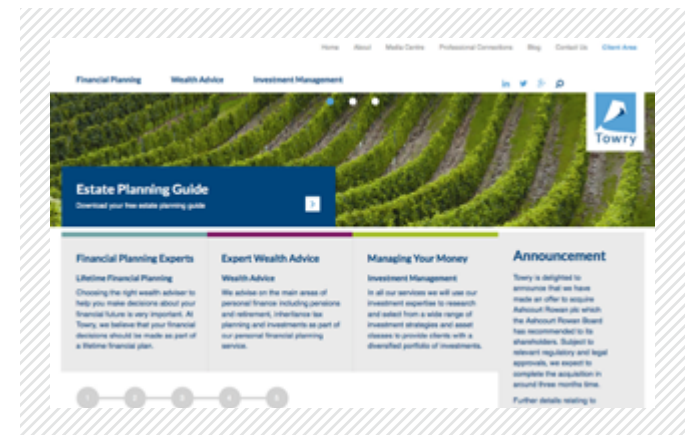 Home About Media Centre Professional Connections Blog Contact Us Client Area
Financial Planning Wealth Advice Investment Management
Towry
Estate Planning Guide
Download your free estate planning guide
Financial Planning Experts
Lifetime Financial Planning
Choosing the right wealth adviser to
help you make decisions about your
financial future is very important. At
Towry, we believe that your financial
decisions should be made as part of
a lifetime financial plan.
Expert Wealth Advice
Wealth Advice
We advise on the main areas of
personal finance including pensions
and retirement, inheritance tax
planning and investments as part of
our personal financial planning
service.
Managing Your Money
Investment Management
In all our services we will use our
investment expertise to research
and select from a wide range of
investment strategies and asset
classes to provide clients with a
diversified portfolio of investments.
Announcement
Towry is delighted to
announce that we have
made an offer to acquire
Ashcourt Rowan plc which
the Ashcourt Rowan Board
has recommended to its
shareholders. Subject to
relevant regulatory and legal
approvals, we expect to
complete the acquisition in
around three months time.
Further details relating to
1 2 3 4 5